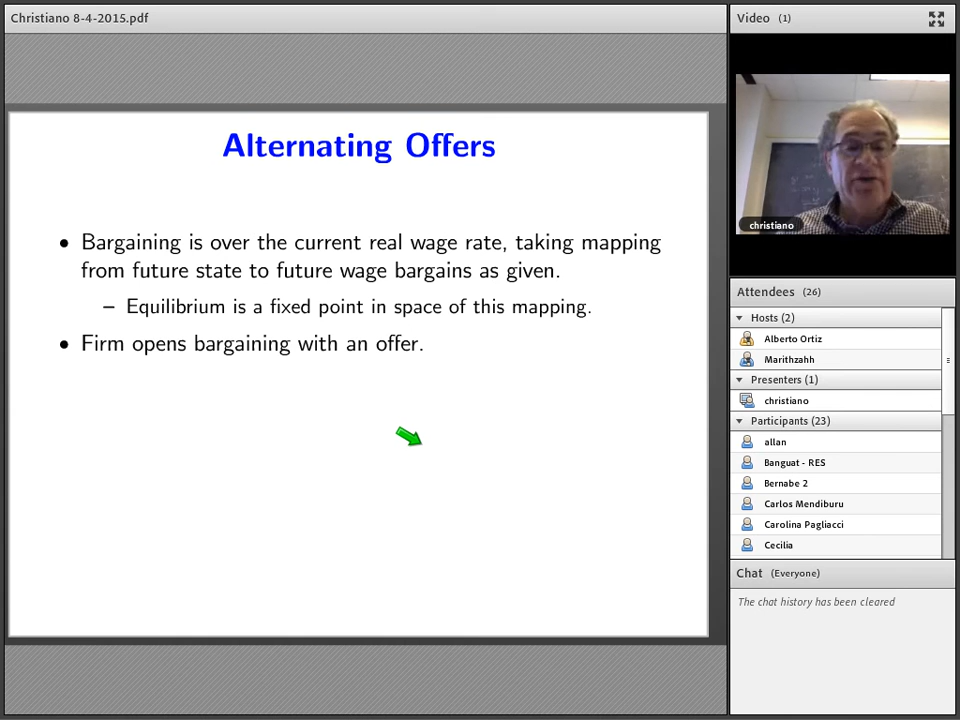 Christiano 8-4-2015.pdf
Alternating Offers
• Bargaining is over the current real wage rate, taking mapping
from future state to future wage bargains as given.
– Equilibrium is a fixed point in space of this mapping.
• Firm opens bargaining with an offer.
Video (1)
christiano
Attendees (26)
Hosts (2)
Alberto Ortiz
Marithzahh
Presenters (1)
christiano
Participants (23)
allan
Banguat - RES
Bernabe 2
Carlos Mendiburu
Carolina Pagliacci
Cecilia
Chat (Everyone)
The chat history has been cleared